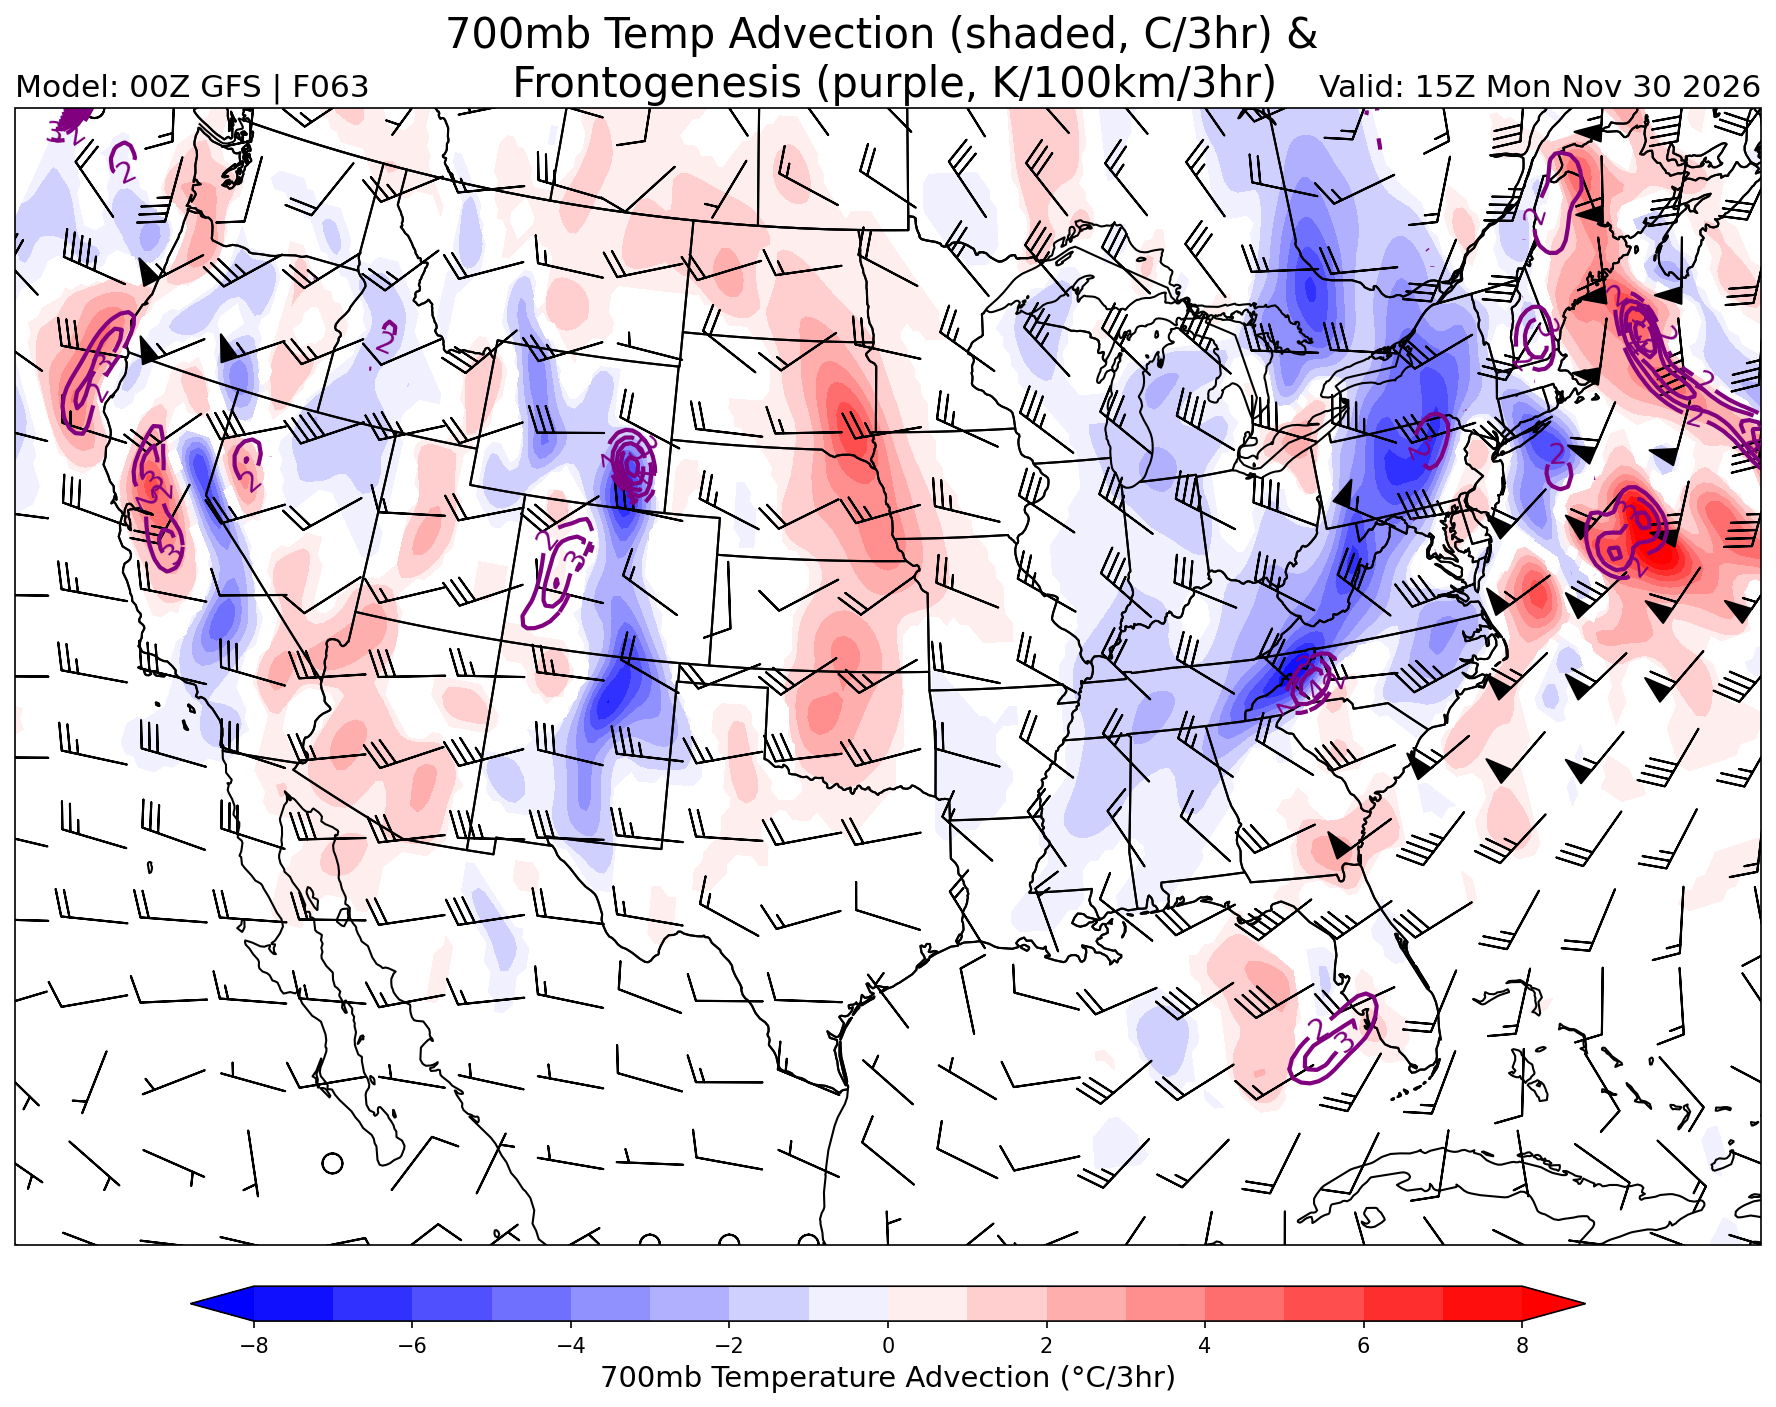 700mb Temp Advection (shaded, C/3hr) &
Model: 00Z GFS | F063
Frontogenesis (purple, K/100km/3hr)
Valid: 15Z Mon Nov 30 2026
−8 −6 −4 −2 0 2 4 6 8
700mb Temperature Advection (°C/3hr)